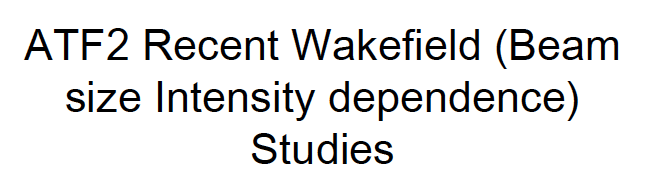 ATF2 Recent Wakefield (Beam
size Intensity dependence)
Studies